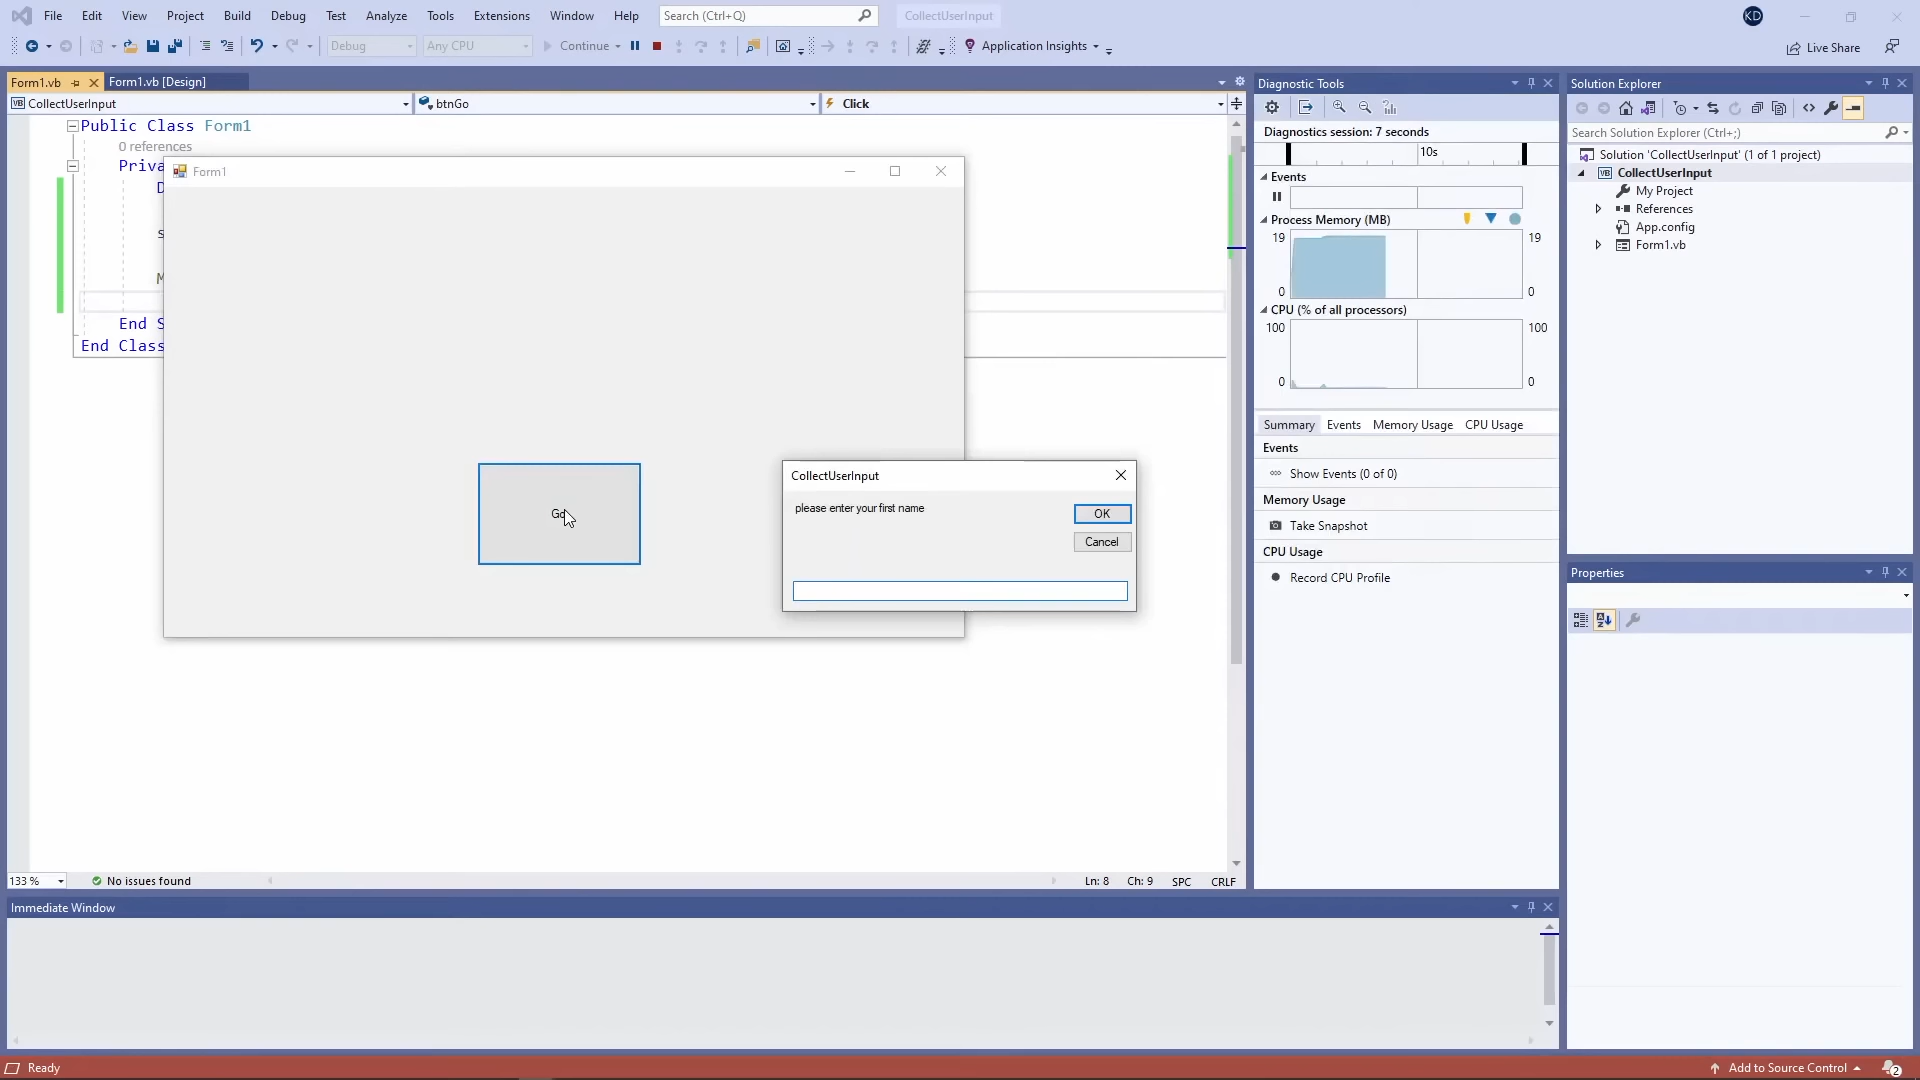 File Edit View Project Build Debug Test Analyze Tools Extensions Window Help Search (Ctrl+Q) CollectUserInput KD
Debug Any CPU Continue Application Insights Live Share
Form1.vb Form1.vb [Design]
VB CollectUserInput btnGo Click
Public Class Form1
0 references
Priva
Form1
End S
End Class
Go
CollectUserInput
please enter your first name
OK
Cancel
133 % No issues found Ln: 8 Ch: 9 SPC CRLF
Immediate Window
Diagnostic Tools
Diagnostics session: 7 seconds
10s
Events
Process Memory (MB)
19 19
0 0
CPU (% of all processors)
100 100
0 0
Summary Events Memory Usage CPU Usage
Events
Show Events (0 of 0)
Memory Usage
Take Snapshot
CPU Usage
Record CPU Profile
Solution Explorer
Search Solution Explorer (Ctrl+;)
Solution 'CollectUserInput' (1 of 1 project)
VB CollectUserInput
My Project
References
App.config
Form1.vb
Properties
Ready Add to Source Control 2